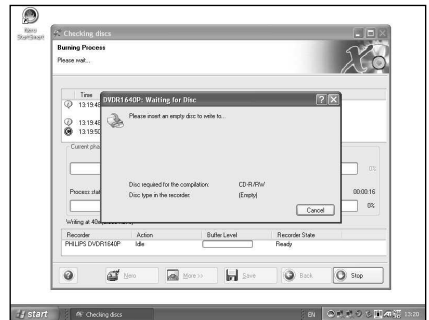 Nero
StartSmart
Checking discs
Burning Process
Please wait...
Time
13:19:48
13:19:48
13:19:50
DVDR1640P: Waiting for Disc
Please insert an empty disc to write to...
Disc required for the compilation: CD-R/RW
Disc type in the recorder: (Empty)
Cancel
Current pha
0%
Process stat
00:00:16
0%
Writing at 40x
Recorder Action Buffer Level Recorder State
PHILIPS DVDR1640P Idle Ready
Nero
More >>
Save
Back
Stop
start
Checking discs
EN
13:20